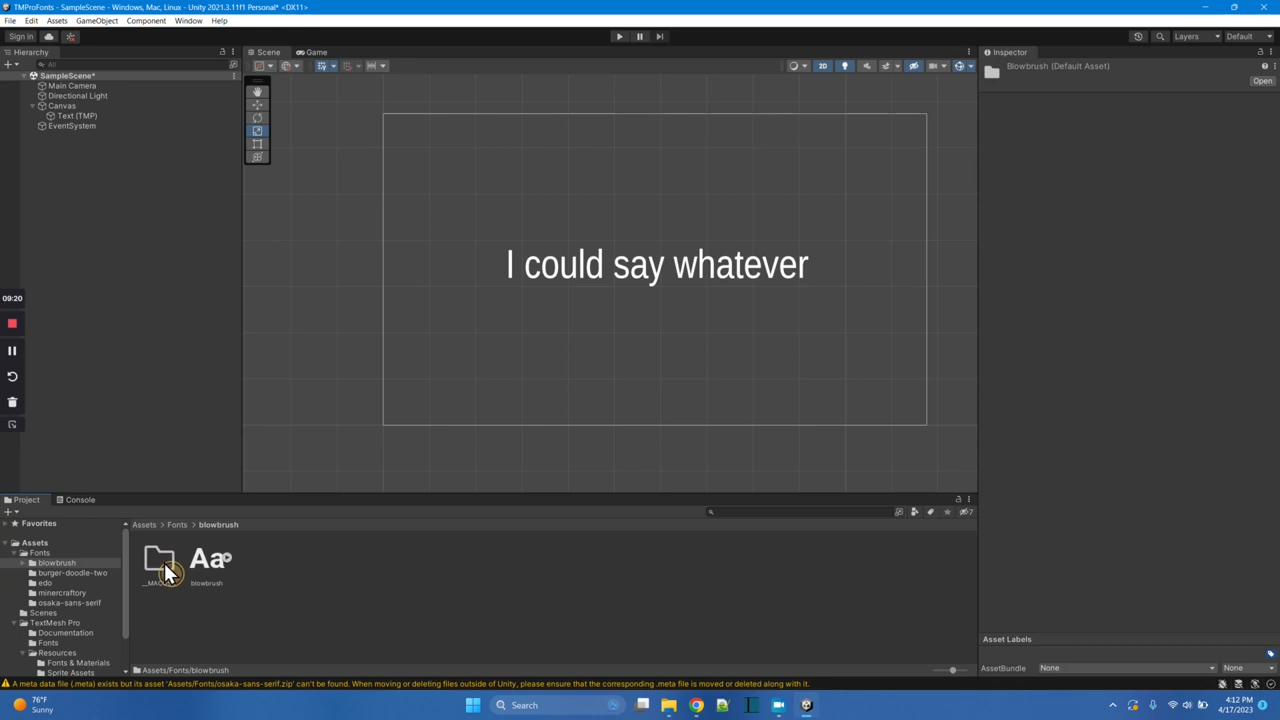 TMProFonts - SampleScene - Windows, Mac, Linux - Unity 2021.3.11f1 Personal* <DX11>
File Edit Assets GameObject Component Window Help
Sign in
Layers
Default
Hierarchy
All
SampleScene*
Main Camera
Directional Light
Canvas
Text (TMP)
EventSystem
Scene
Game
2D
I could say whatever
Inspector
Blowbrush (Default Asset)
Open
09:20
Project
Console
Favorites
Assets
Fonts
blowbrush
burger-doodle-two
edo
minercraftory
osaka-sans-serif
Scenes
TextMesh Pro
Documentation
Fonts
Resources
Fonts & Materials
Sprite Assets
Assets > Fonts > blowbrush
7
Aa
blowbrush
Assets/Fonts/blowbrush
Asset Labels
AssetBundle
None
None
A meta data file (.meta) exists but its asset 'Assets/Fonts/osaka-sans-serif.zip' can't be found. When moving or deleting files outside of Unity, please ensure that the corresponding .meta file is moved or deleted along with it.
76°F
Sunny
Search
4:12 PM
4/17/2023